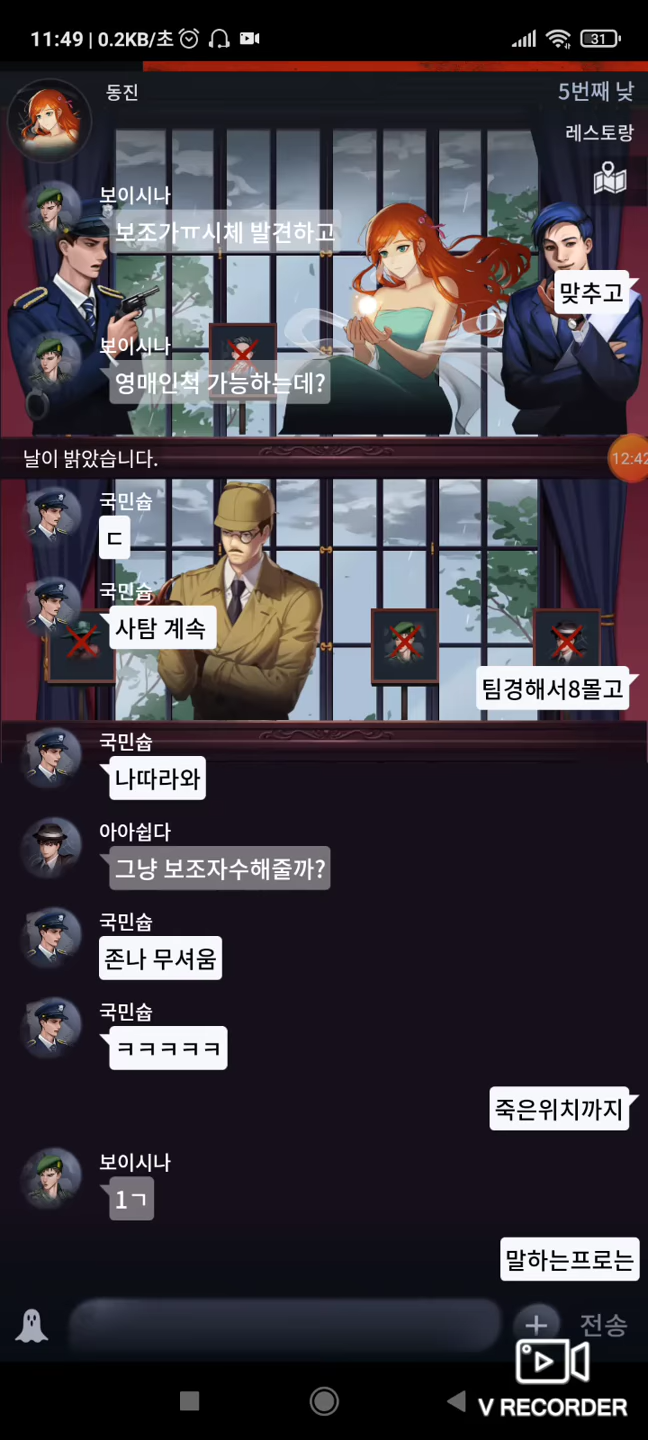 11:49 | 0.2KB/초
31
동진
5번째 낮
레스토랑
보이시나
보조가ㅠ시체 발견하고
맞추고
보이시나
영매인척 가능하는데?
날이 밝았습니다.
12:42
국민슙
ㄷ
국민슙
사탐 계속
팀경해서8몰고
국민슙
나따라와
아아쉽다
그냥 보조자수해줄까?
국민슙
존나 무셔움
국민슙
ㅋㅋㅋㅋㅋ
죽은위치까지
보이시나
1ㄱ
말하는프로는
전송
V RECORDER